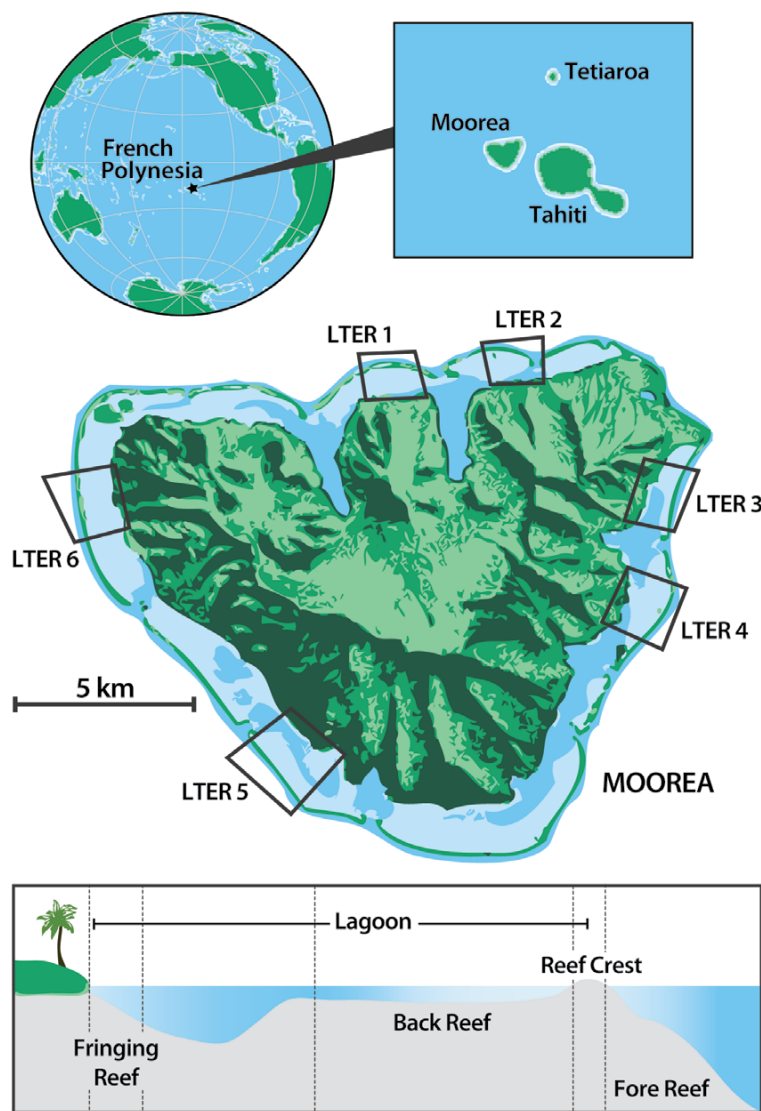 French
Polynesia
Tetiaroa
Moorea
Tahiti
LTER 1
LTER 2
LTER 3
LTER 6
LTER 4
5 km
LTER 5
MOOREA
Lagoon
Reef Crest
Back Reef
Fringing
Reef
Fore Reef